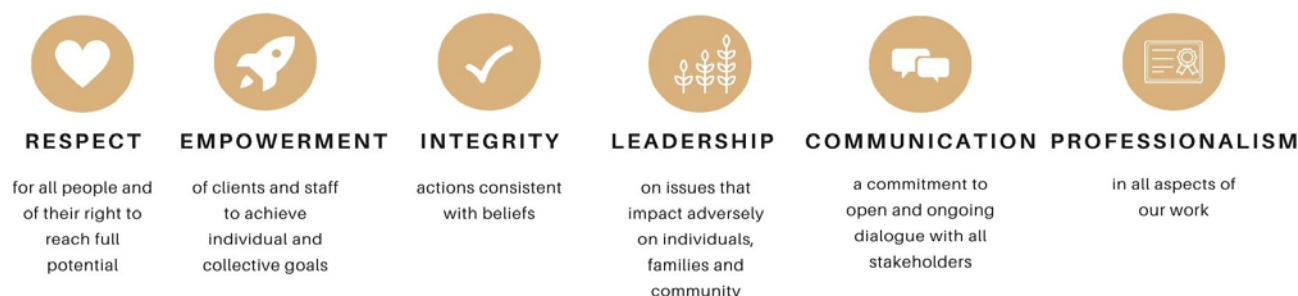 RESPECT
for all people and
of their right to
reach full
potential
EMPOWERMENT
of clients and staff
to achieve
individual and
collective goals
INTEGRITY
actions consistent
with beliefs
LEADERSHIP
on issues that
impact adversely
on individuals,
families and
community
COMMUNICATION
a commitment to
open and ongoing
dialogue with all
stakeholders
PROFESSIONALISM
in all aspects of
our work